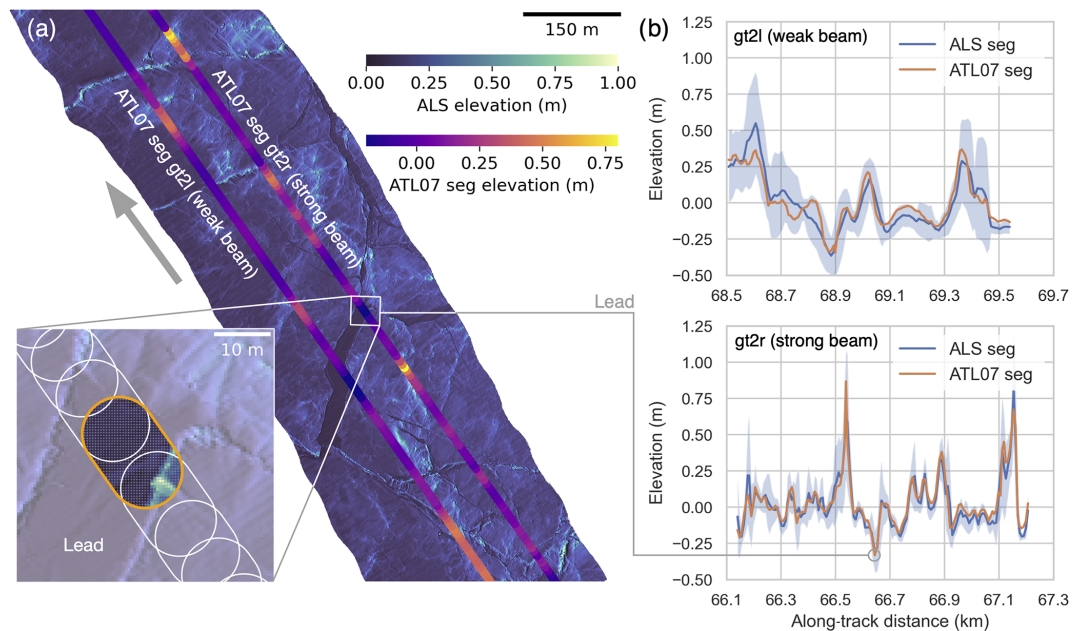 (a)
150 m
0.00 0.25 0.50 0.75 1.00
ALS elevation (m)
0.00 0.25 0.50 0.75
ATL07 seg elevation (m)
ATL07 seg gt2r (strong beam)
ATL07 seg gt2l (weak beam)
10 m
Lead
Lead
(b)
gt2l (weak beam)
ALS seg
ATL07 seg
Elevation (m)
1.25
1.00
0.75
0.50
0.25
0.00
−0.25
−0.50
68.5 68.7 68.9 69.1 69.3 69.5 69.7
gt2r (strong beam)
ALS seg
ATL07 seg
Elevation (m)
1.25
1.00
0.75
0.50
0.25
0.00
−0.25
−0.50
66.1 66.3 66.5 66.7 66.9 67.1 67.3
Along-track distance (km)